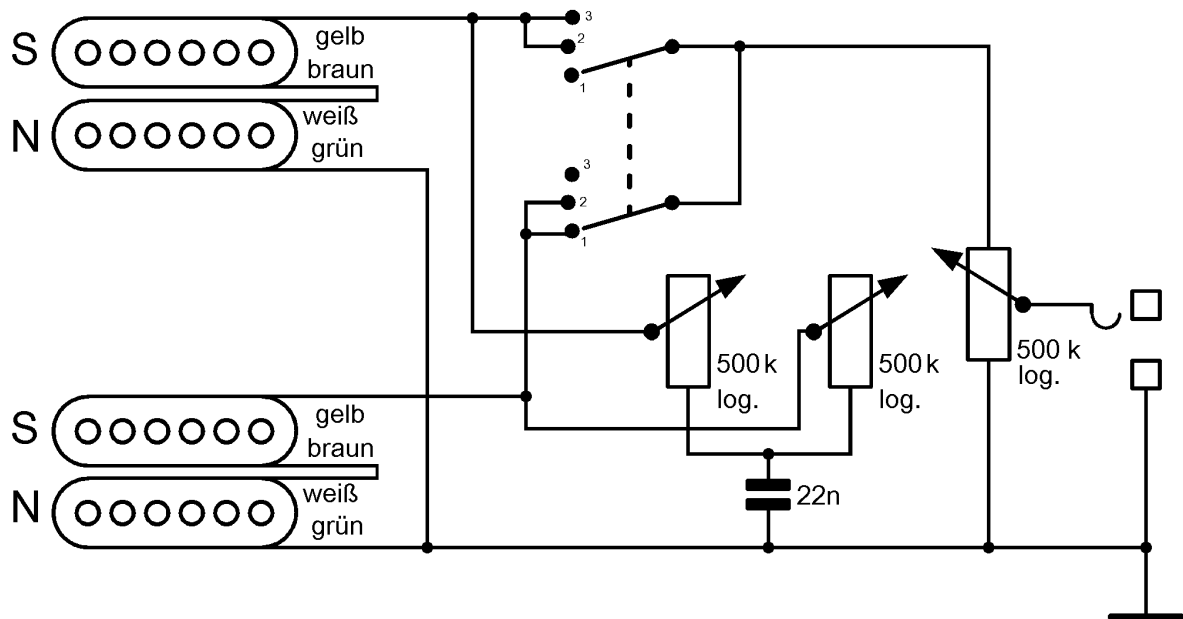 S
gelb
braun
N
weiß
grün
3
2
1
3
2
1
500 k
log.
500 k
log.
500 k
log.
S
gelb
braun
N
weiß
grün
22n